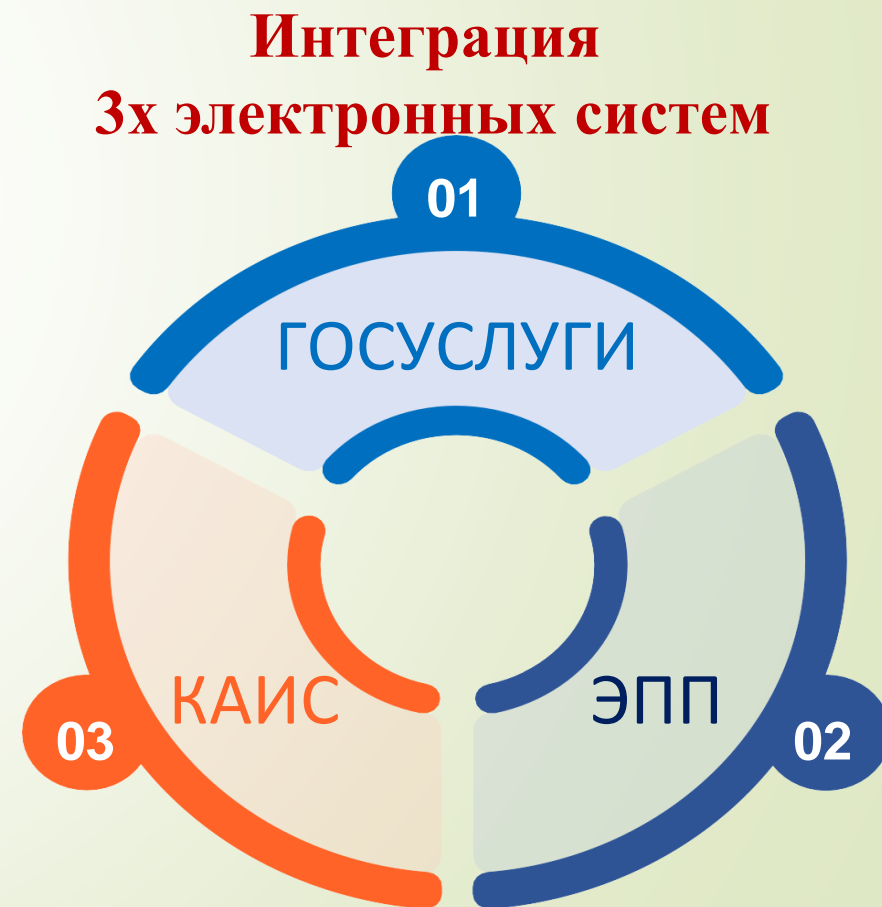 Интеграция
3х электронных систем
01
ГОСУСЛУГИ
КАИС
ЭПП
03
02